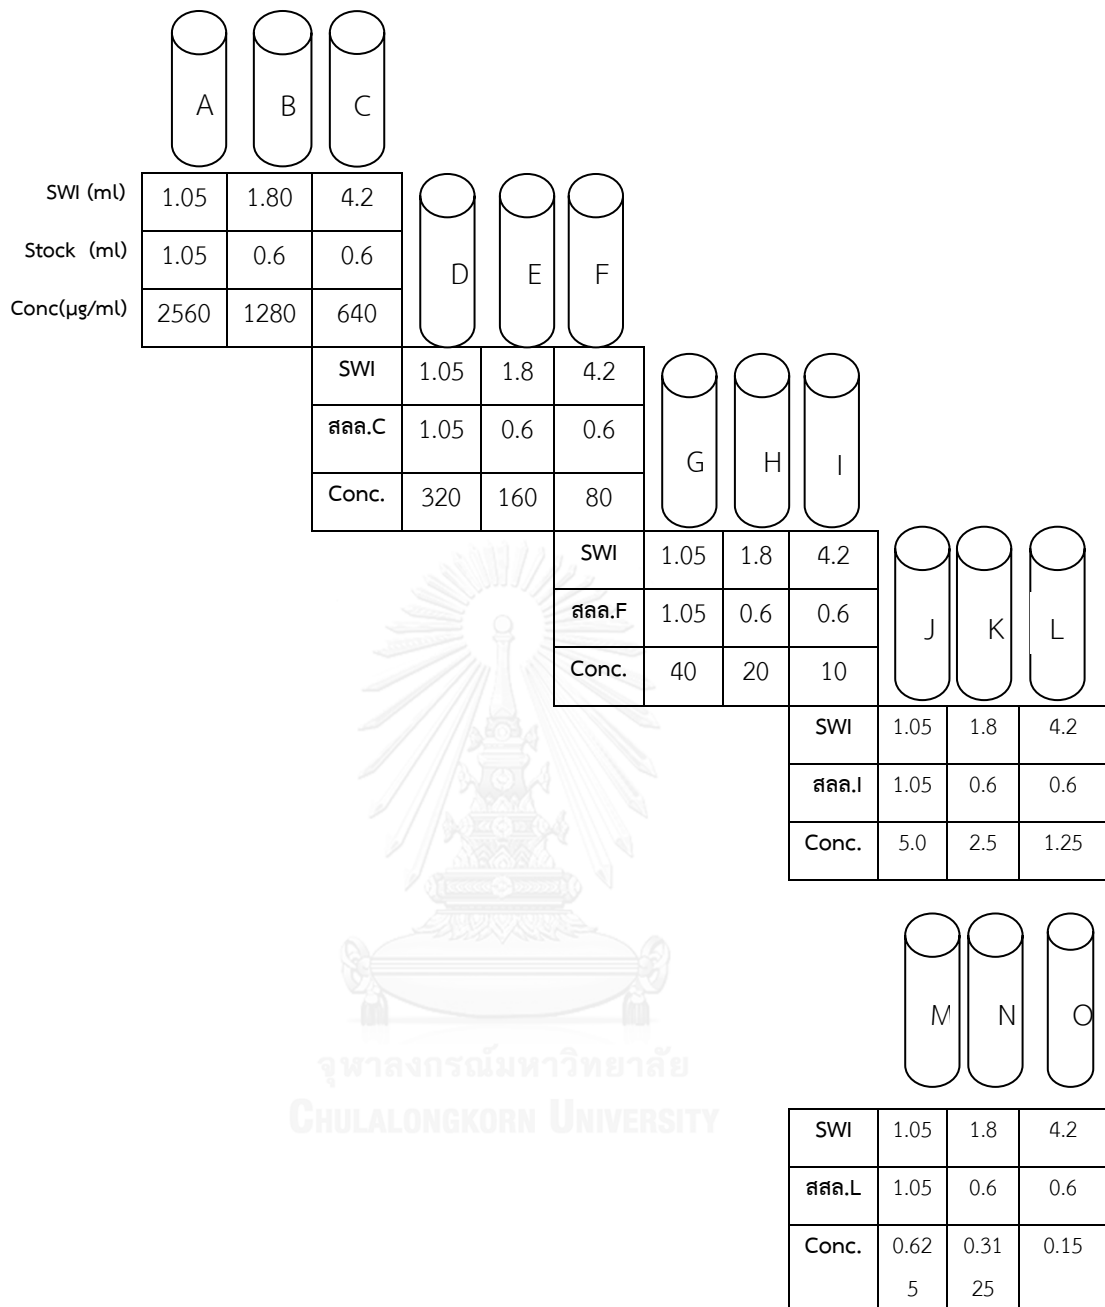 A B C
SWI (ml) 1.05 1.80 4.2
Stock (ml) 1.05 0.6 0.6
Conc(µg/ml) 2560 1280 640
D E F
SWI 1.05 1.8 4.2
สลล.C 1.05 0.6 0.6
Conc. 320 160 80
G H I
SWI 1.05 1.8 4.2
สลล.F 1.05 0.6 0.6
Conc. 40 20 10
J K L
SWI 1.05 1.8 4.2
สลล.I 1.05 0.6 0.6
Conc. 5.0 2.5 1.25
M N O
จุฬาลงกรณ์มหาวิทยาลัย
CHULALONGKORN UNIVERSITY
SWI 1.05 1.8 4.2
สสล.L 1.05 0.6 0.6
Conc. 0.62 0.31 0.15
5 25